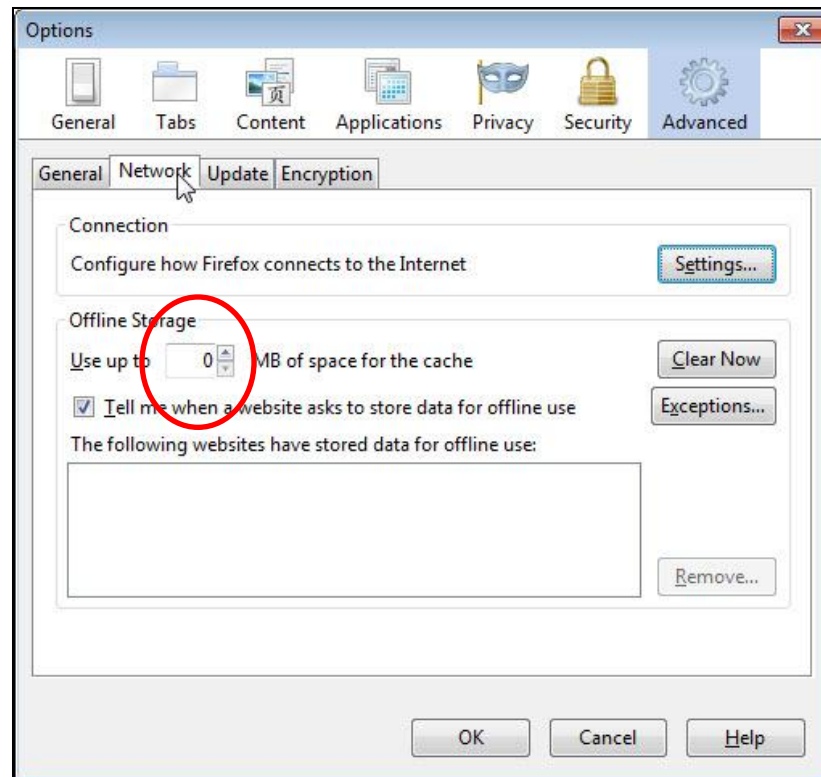 Options
General Tabs Content Applications Privacy Security Advanced
General Network Update Encryption
Connection
Configure how Firefox connects to the Internet Settings...
Offline Storage
Use up to 0 MB of space for the cache Clear Now
Tell me when a website asks to store data for offline use Exceptions...
The following websites have stored data for offline use:
Remove...
OK Cancel Help
页